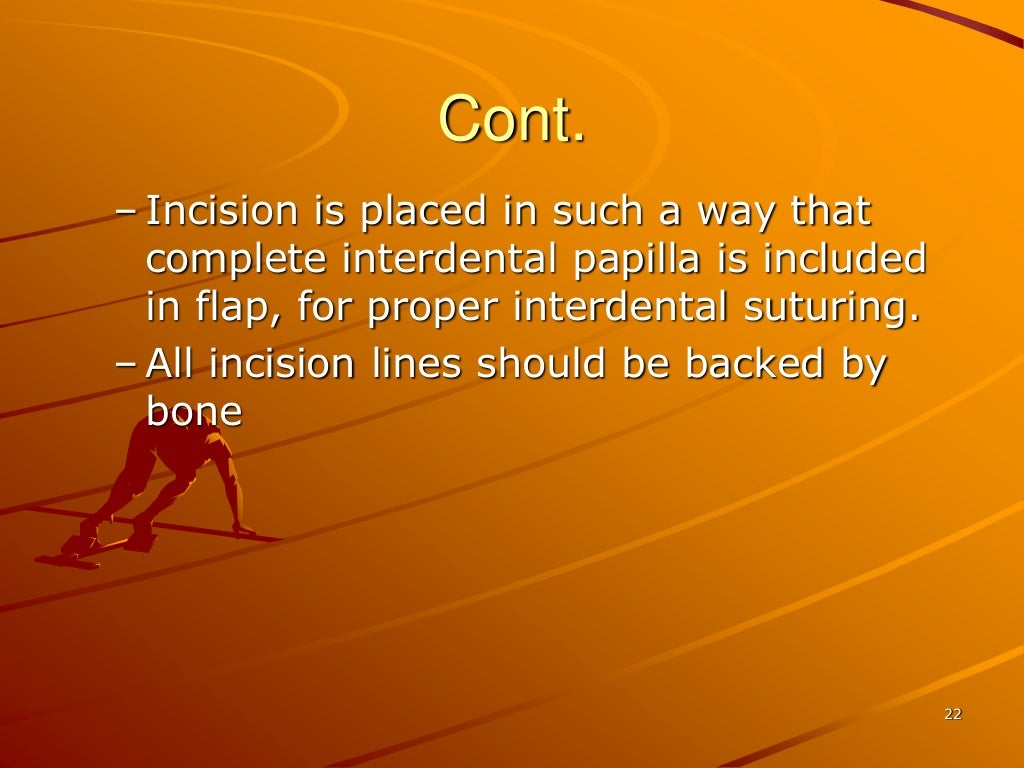 Cont.
– Incision is placed in such a way that
complete interdental papilla is included
in flap, for proper interdental suturing.
– All incision lines should be backed by
bone
22